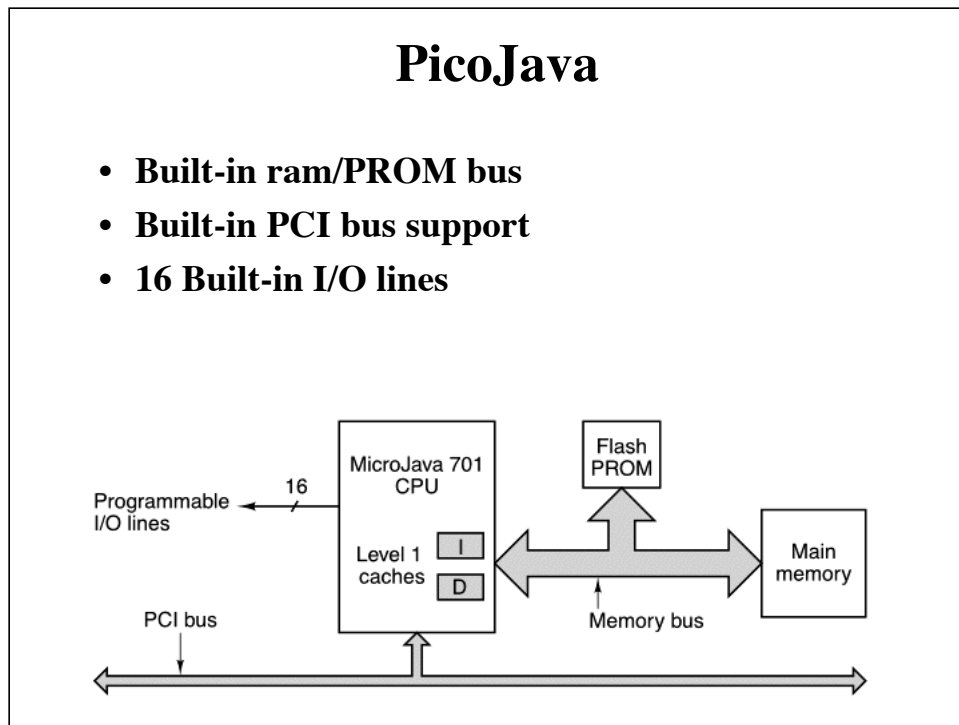 PicoJava
• Built-in ram/PROM bus
• Built-in PCI bus support
• 16 Built-in I/O lines
MicroJava 701
CPU
Flash
PROM
16
Programmable
I/O lines
Level 1
caches
I
D
Main
memory
PCI bus
Memory bus